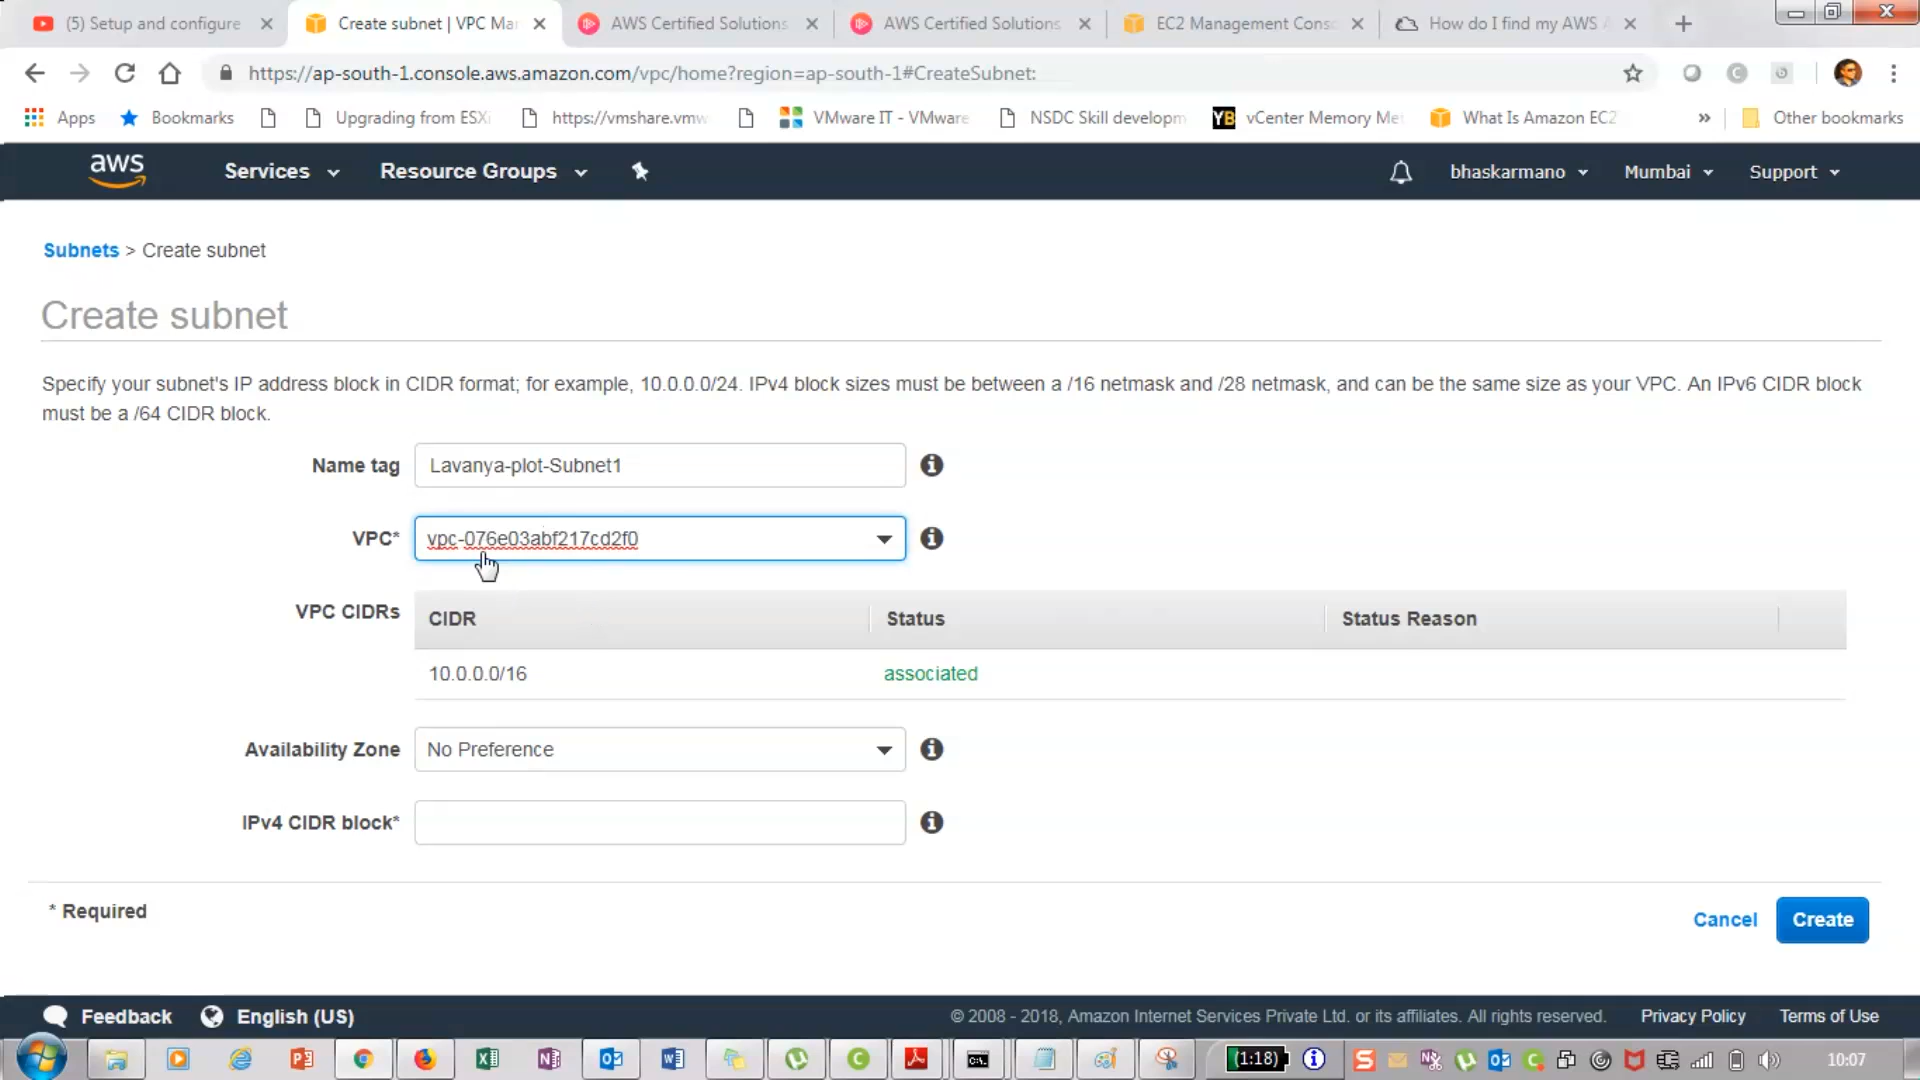 (5) Setup and configure
Create subnet | VPC Mar
AWS Certified Solutions
AWS Certified Solutions
EC2 Management Cons
How do I find my AWS A
https://ap-south-1.console.aws.amazon.com/vpc/home?region=ap-south-1#CreateSubnet:
Apps
Bookmarks
Upgrading from ESXi
https://vmshare.vmw
VMware IT - VMware
NSDC Skill developm
YB
vCenter Memory Me
What Is Amazon EC2
»
Other bookmarks
aws
Services
Resource Groups
bhaskarmano
Mumbai
Support
Subnets > Create subnet
Create subnet
Specify your subnet's IP address block in CIDR format; for example, 10.0.0.0/24. IPv4 block sizes must be between a /16 netmask and /28 netmask, and can be the same size as your VPC. An IPv6 CIDR block
must be a /64 CIDR block.
Name tag
Lavanya-plot-Subnet1
VPC*
vpc-076e03abf217cd2f0
VPC CIDRs
CIDR
Status
Status Reason
10.0.0.0/16
associated
Availability Zone
No Preference
IPv4 CIDR block*
* Required
Cancel
Create
Feedback
English (US)
© 2008 - 2018, Amazon Internet Services Private Ltd. or its affiliates. All rights reserved.
Privacy Policy
Terms of Use
(1:18)
10:07